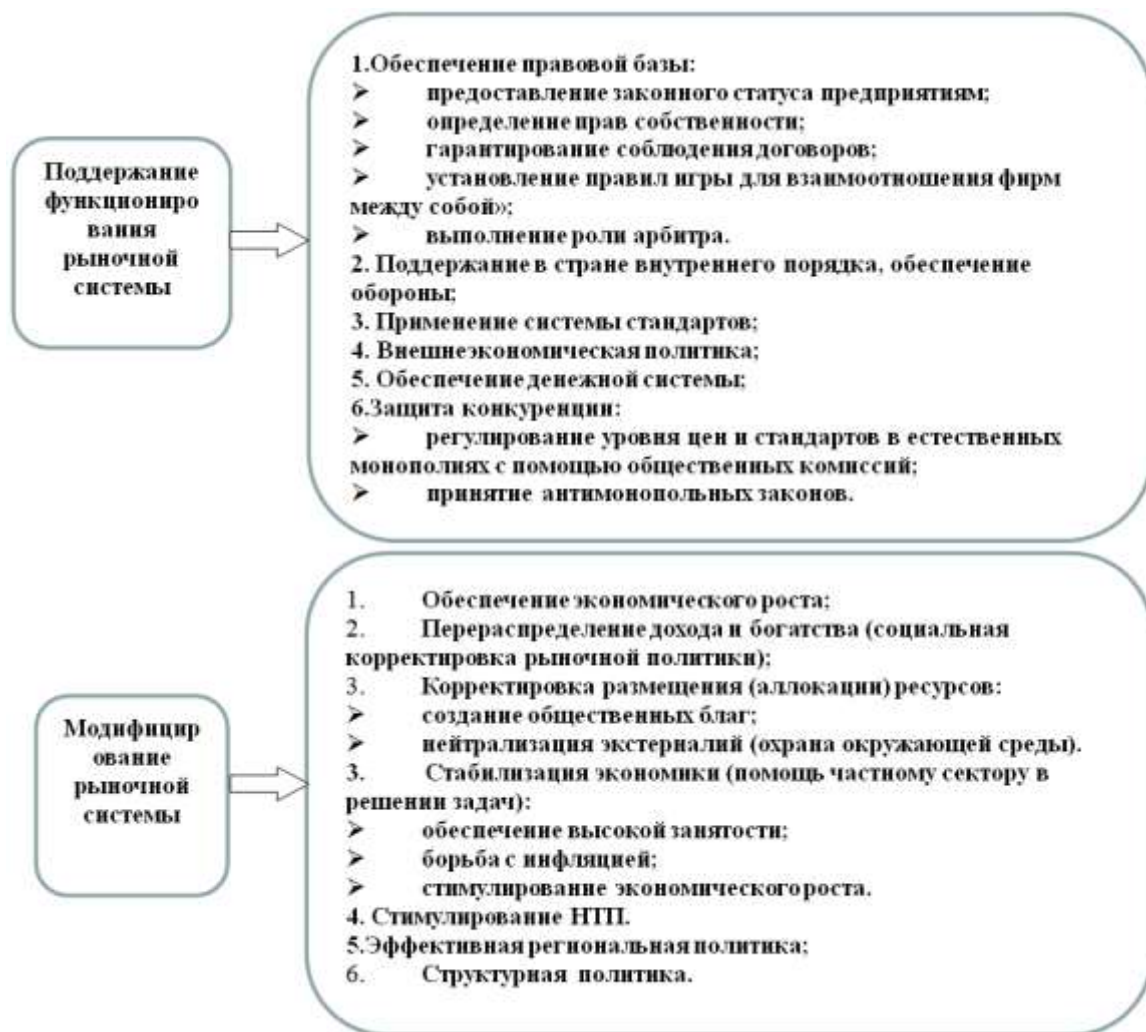 Поддержание
функциониро
вания
рыночной
системы
1.Обеспечение правовой базы:
➢ предоставление законного статуса предприятиям;
➢ определение прав собственности;
➢ гарантирование соблюдения договоров;
➢ установление правил игры для взаимоотношения фирм
между собой»;
➢ выполнение роли арбитра.
2. Поддержание в стране внутреннего порядка, обеспечение
обороны;
3. Применение системы стандартов;
4. Внешнеэкономическая политика;
5. Обеспечение денежной системы;
6.Защита конкуренции:
➢ регулирование уровня цен и стандартов в естественных
монополиях с помощью общественных комиссий;
➢ принятие антимонопольных законов.
Модифицир
ование
рыночной
системы
1. Обеспечение экономического роста;
2. Перераспределение дохода и богатства (социальная
корректировка рыночной политики);
3. Корректировка размещения (аллокации) ресурсов:
➢ создание общественных благ;
➢ нейтрализация экстерналий (охрана окружающей среды).
3. Стабилизация экономики (помощь частному сектору в
решении задач):
➢ обеспечение высокой занятости;
➢ борьба с инфляцией;
➢ стимулирование экономического роста.
4. Стимулирование НТП.
5.Эффективная региональная политика;
6. Структурная политика.